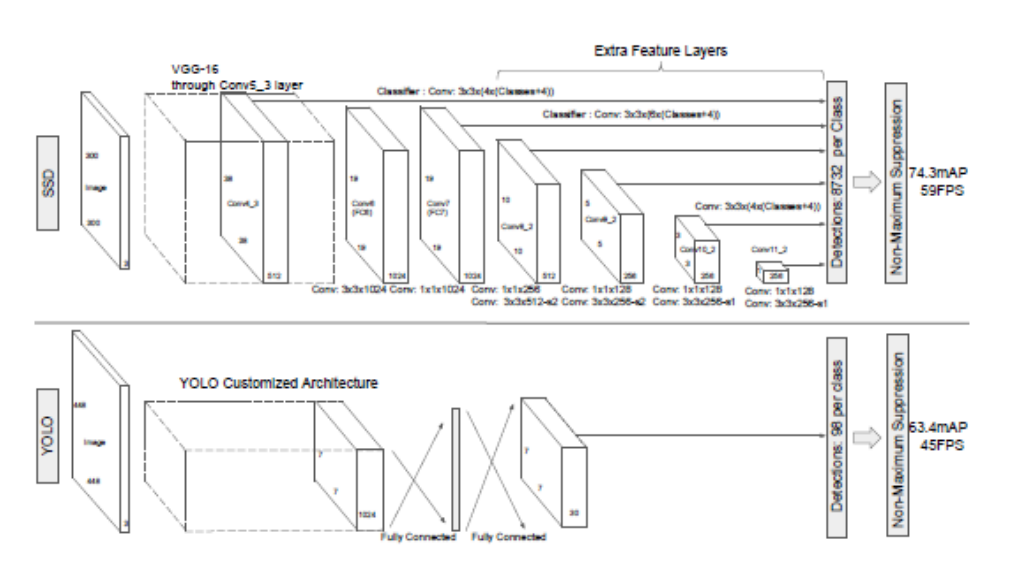 Extra Feature Layers
VGG-16
through Conv5_3 layer
Classifier : Conv: 3x3x(4x(Classes+4))
Classifier : Conv: 3x3x(6x(Classes+4))
SSD
300
Image
300
3
38
Conv4_3
38
512
19
Conv6
(FC6)
19
1024
19
Conv7
(FC7)
19
1024
10
Conv8_2
10
512
5
Conv9_2
5
256
Conv: 3x3x(4x(Classes+4))
3
Conv10_2
3
256
Conv11_2
256
Conv: 3x3x1024
Conv: 1x1x1024
Conv: 1x1x256
Conv: 3x3x512-s2
Conv: 1x1x128
Conv: 3x3x256-s2
Conv: 1x1x128
Conv: 3x3x256-s1
Conv: 1x1x128
Conv: 3x3x256-s1
Detections:8732 per Class
Non-Maximum Suppression
74.3mAP
59FPS
YOLO
448
Image
448
3
YOLO Customized Architecture
7
7
1024
Fully Connected
Fully Connected
7
7
30
Detections: 98 per class
Non-Maximum Suppression
63.4mAP
45FPS